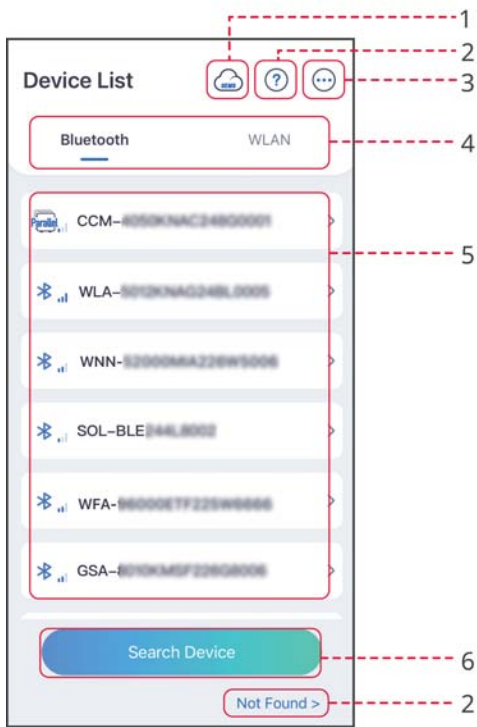 1
2
3
Device List
Bluetooth WLAN
4
Parallel CCM-
5
WLA-
WNN-
SOL-BLE
WFA-
GSA-
Search Device
6
Not Found >
2